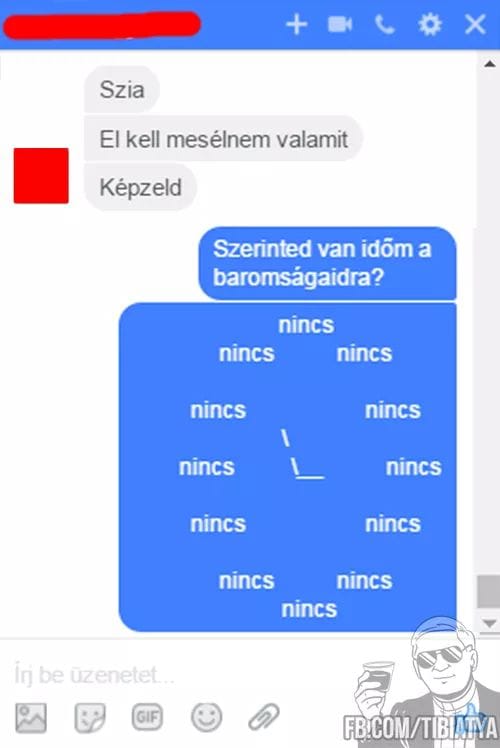 Szia
El kell mesélnem valamit
Képzeld
Szerinted van időm a
baromságaidra?
nincs
nincs nincs
nincs nincs
\
nincs \__ nincs
nincs nincs
nincs nincs
nincs
Írj be üzenetet...
GIF
FB.COM/TIBATYA